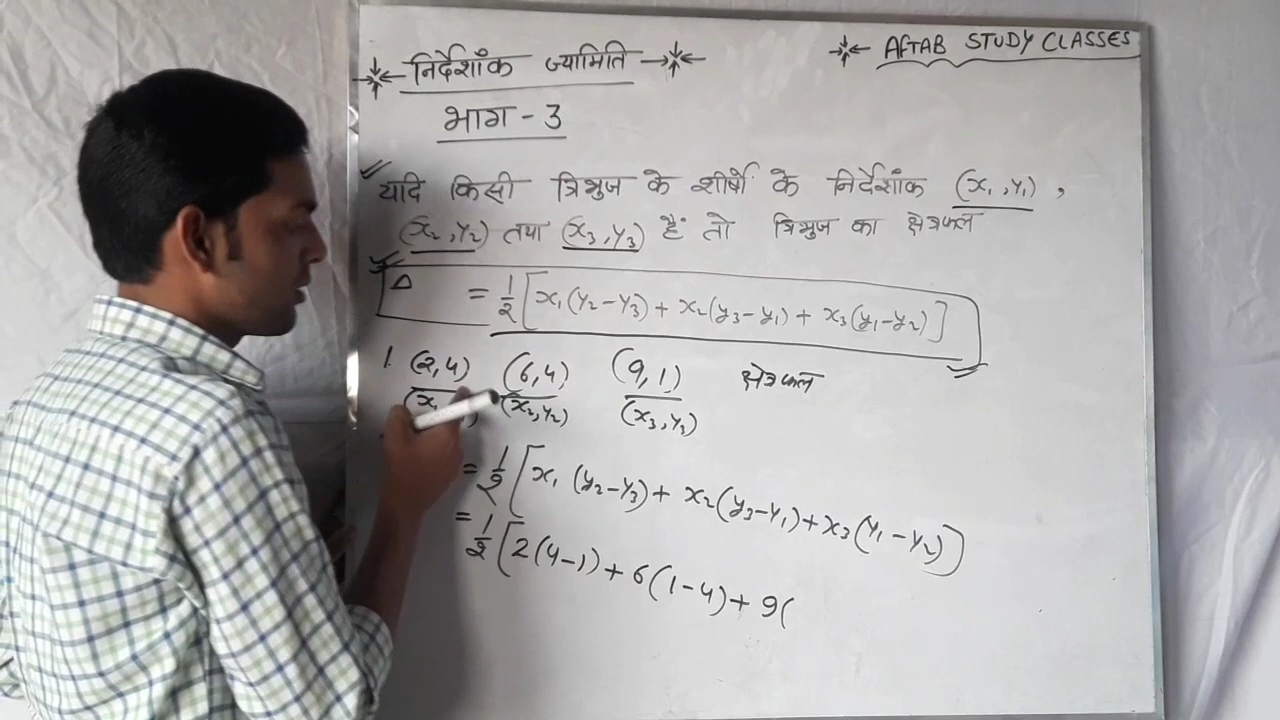 निर्देशांक ज्यामिति
AFTAB STUDY CLASSES
भाग - 3
यदि किसी त्रिभुज के शीर्षों के निर्देशांक (x₁, y₁),
(x₂, y₂) तथा (x₃, y₃) हैं तो त्रिभुज का क्षेत्रफल
Δ = 1/2 [x₁(y₂-y₃) + x₂(y₃-y₁) + x₃(y₁-y₂)]
1. (2,4) (6,4) (9,1) क्षेत्रफल
(x₁ ) (x₂, y₂) (x₃, y₃)
= 1/2 [x₁ (y₂-y₃) + x₂(y₃-y₁) + x₃(y₁-y₂)]
= 1/2 [2(4-1) + 6(1-4) + 9(